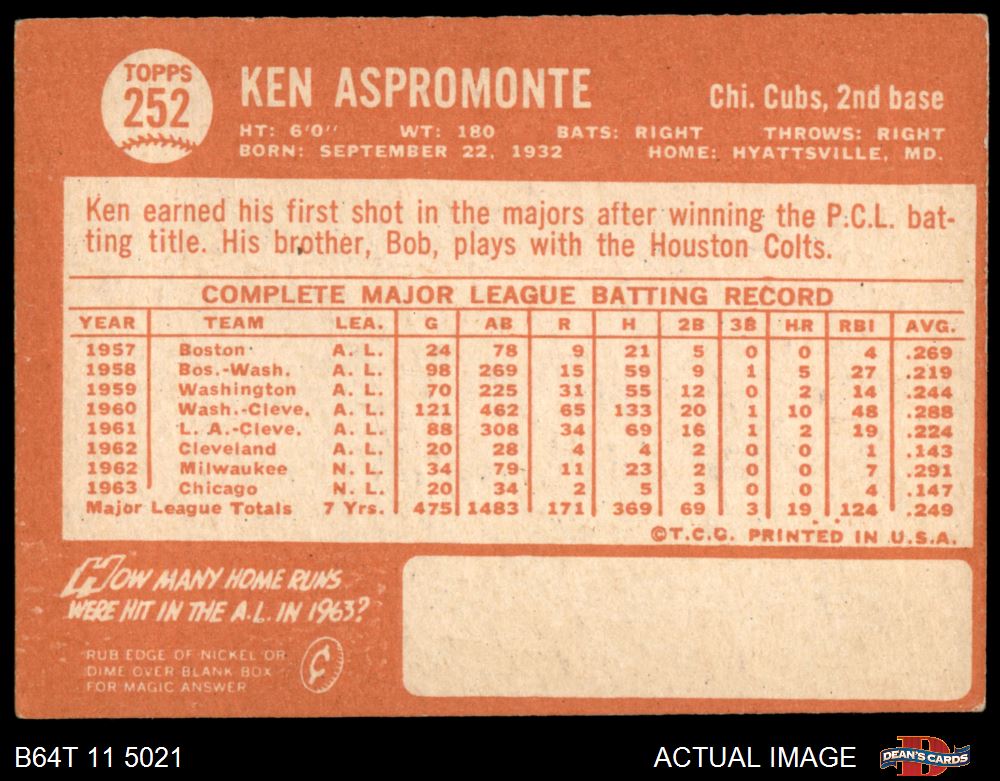 TOPPS
252
KEN ASPROMONTE
Chi. Cubs, 2nd base
HT: 6'0" WT: 180 BATS: RIGHT THROWS: RIGHT
BORN: SEPTEMBER 22, 1932 HOME: HYATTSVILLE, MD.
Ken earned his first shot in the majors after winning the P.C.L. bat-
ting title. His brother, Bob, plays with the Houston Colts.
COMPLETE MAJOR LEAGUE BATTING RECORD
YEAR TEAM LEA. G AB R H 2B 3B HR RBI AVG.
1957 Boston A. L. 24 78 9 21 5 0 0 4 .269
1958 Bos.-Wash. A. L. 98 269 15 59 9 1 5 27 .219
1959 Washington A. L. 70 225 31 55 12 0 2 14 .244
1960 Wash.-Cleve. A. L. 121 462 65 133 20 1 10 48 .288
1961 L. A.-Cleve. A. L. 88 308 34 69 16 1 2 19 .224
1962 Cleveland A. L. 20 28 4 4 2 0 0 1 .143
1962 Milwaukee N. L. 34 79 11 23 2 0 0 7 .291
1963 Chicago N. L. 20 34 2 5 3 0 0 4 .147
Major League Totals 7 Yrs. 475 1483 171 369 69 3 19 124 .249
©T.C.G. PRINTED IN U.S.A.
HOW MANY HOME RUNS
WERE HIT IN THE A.L. IN 1963?
RUB EDGE OF NICKEL OR
DIME OVER BLANK BOX
FOR MAGIC ANSWER
¢
B64T 11 5021
ACTUAL IMAGE
DEAN'S CARDS